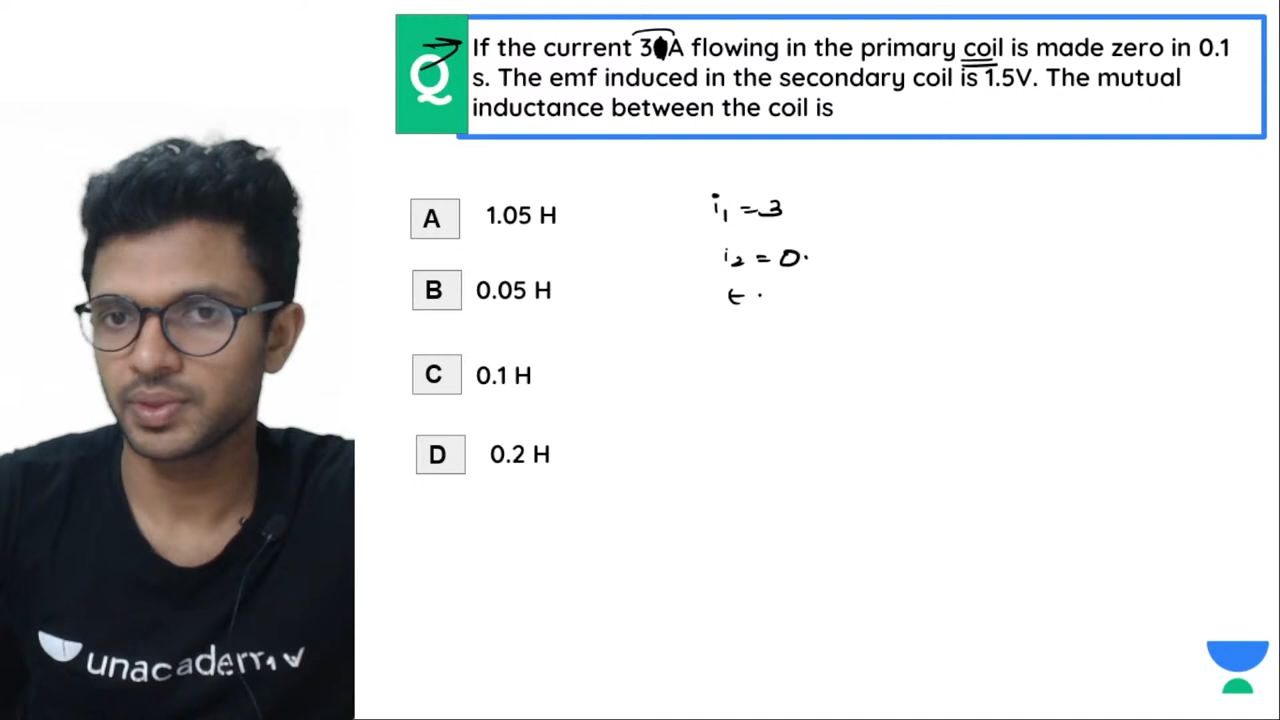 Q
If the current 3 A flowing in the primary coil is made zero in 0.1
s. The emf induced in the secondary coil is 1.5V. The mutual
inductance between the coil is
A 1.05 H
B 0.05 H
C 0.1 H
D 0.2 H
i₁ = 3
i₂ = 0.
t
unacademy